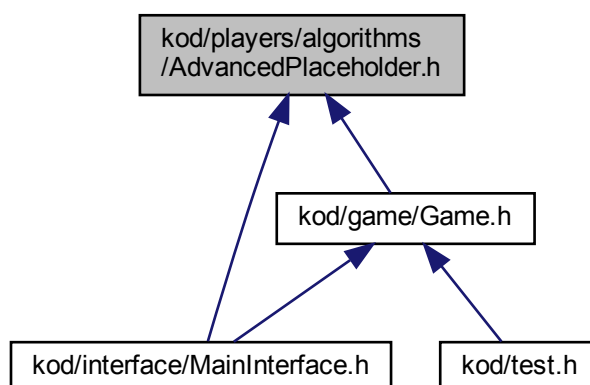 kod/players/algorithms
/AdvancedPlaceholder.h
kod/game/Game.h
kod/interface/MainInterface.h
kod/test.h